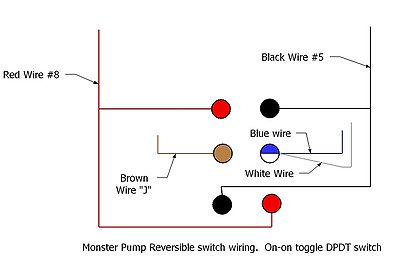 Black Wire #5
Red Wire #8
Blue wire
White Wire
Brown
Wire "J"
Monster Pump Reversible switch wiring.  On-on toggle DPDT switch